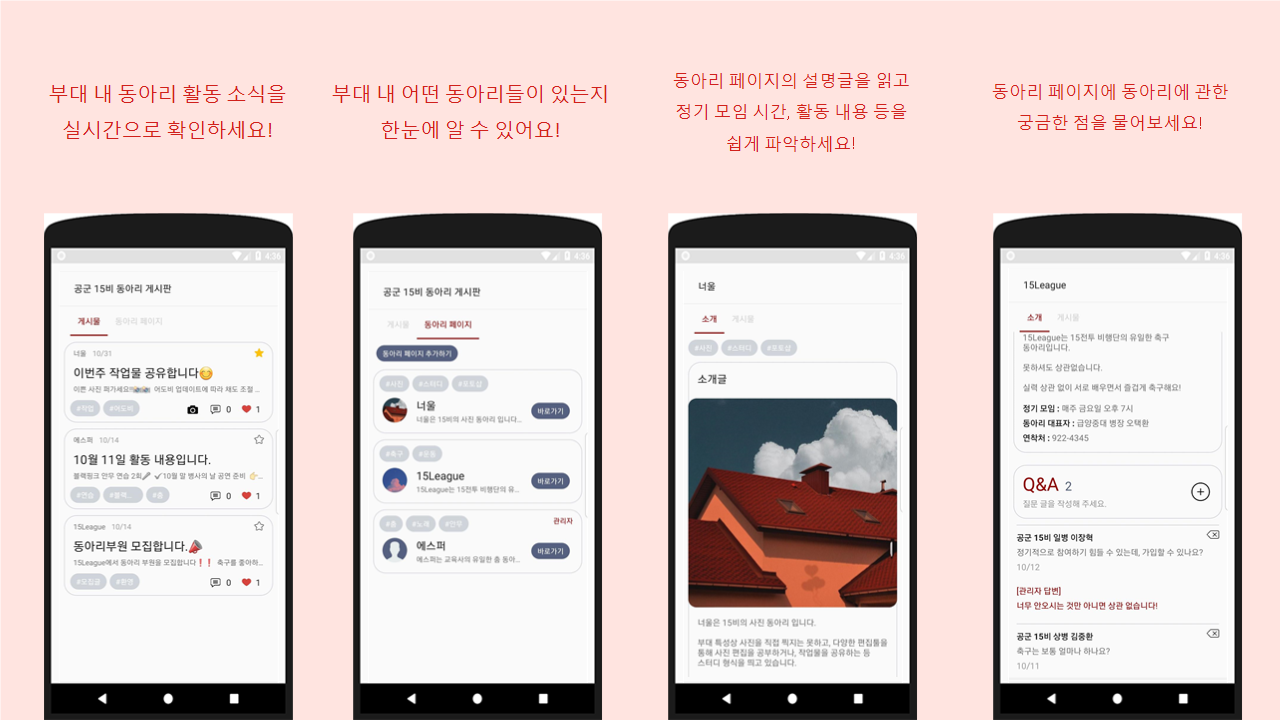 부대 내 동아리 활동 소식을
실시간으로 확인하세요!
4:36
공군 15비 동아리 게시판
게시물 동아리 페이지
너울 10/31
이번주 작업물 공유합니다😊
이쁜 사진 퍼가세요!! 어도비 업데이트에 따라 재도 조절 ...
#작업 #어도비 0 1
에스퍼 10/14
10월 11일 활동 내용입니다.
블랙핑크 안무 연습 2회🎤 ✔10월 말 병사의 날 공연 준비 👉...
#연습 #블랙... #춤 0 1
15League 10/14
동아리부원 모집합니다.📣
15League에서 동아리 부원을 모집합니다❗❗ 축구를 좋아하...
#모집글 #환영 0 1
부대 내 어떤 동아리들이 있는지
한눈에 알 수 있어요!
4:36
공군 15비 동아리 게시판
게시물 동아리 페이지
동아리 페이지 추가하기
#사진 #스터디 #포토샵
너울
너울은 15비의 사진 동아리 입니다...
바로가기
#축구 #운동
15League
15League는 15전투 비행단의 유...
바로가기
#춤 #노래 #안무 관리자
에스퍼
에스퍼는 교육사의 유일한 춤 동아...
바로가기
동아리 페이지의 설명글을 읽고
정기 모임 시간, 활동 내용 등을
쉽게 파악하세요!
4:36
너울
소개 게시물
#사진 #스터디 #포토샵
소개글
너울은 15비의 사진 동아리 입니다.
부대 특성상 사진을 직접 찍지는 못하고, 다양한 편집툴을
통해 사진 편집을 공부하거나, 작업물을 공유하는 등
스터디 형식을 띄고 있습니다.
동아리 페이지에 동아리에 관한
궁금한 점을 물어보세요!
4:36
15League
소개 게시물
15League는 15전투 비행단의 유일한 축구
동아리입니다.
못하셔도 상관없습니다.
실력 상관 없이 서로 배우면서 즐겁게 축구해요!
정기 모임 : 매주 금요일 오후 7시
동아리 대표자 : 급양중대 병장 오택환
연락처 : 922-4345
Q&A 2
질문 글을 작성해 주세요.
공군 15비 일병 이장혁
정기적으로 참여하기 힘들 수 있는데, 가입할 수 있나요?
10/12
[관리자 답변]
너무 안오시는 것만 아니면 상관 없습니다!
공군 15비 상병 김중환
축구는 보통 얼마나 하나요?
10/11